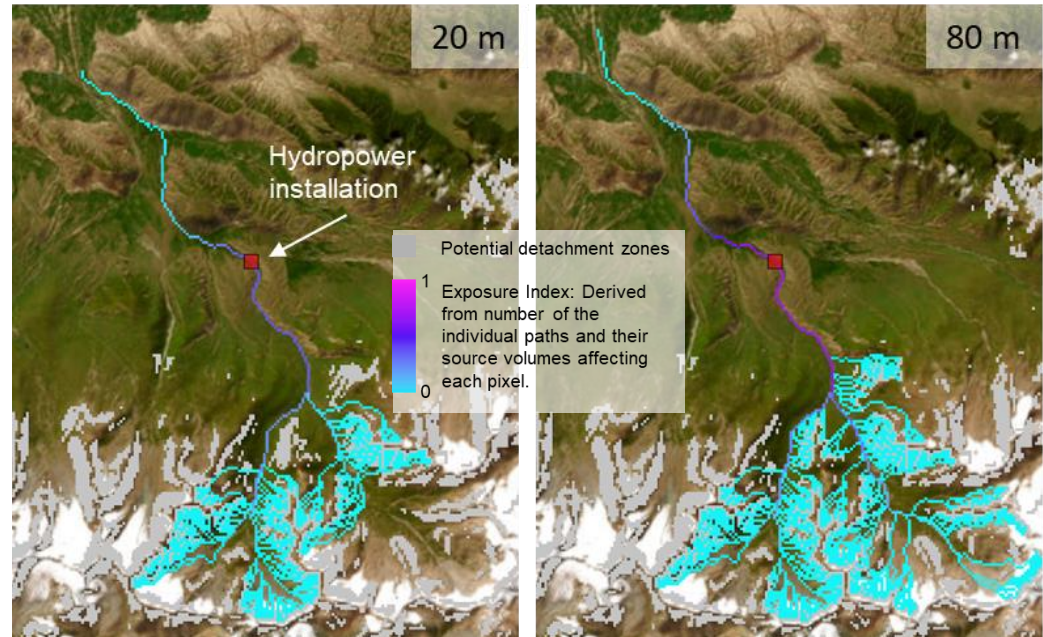 20 m
80 m
Hydropower
installation
Potential detachment zones
1
Exposure Index: Derived
from number of the
individual paths and their
source volumes affecting
each pixel.
0